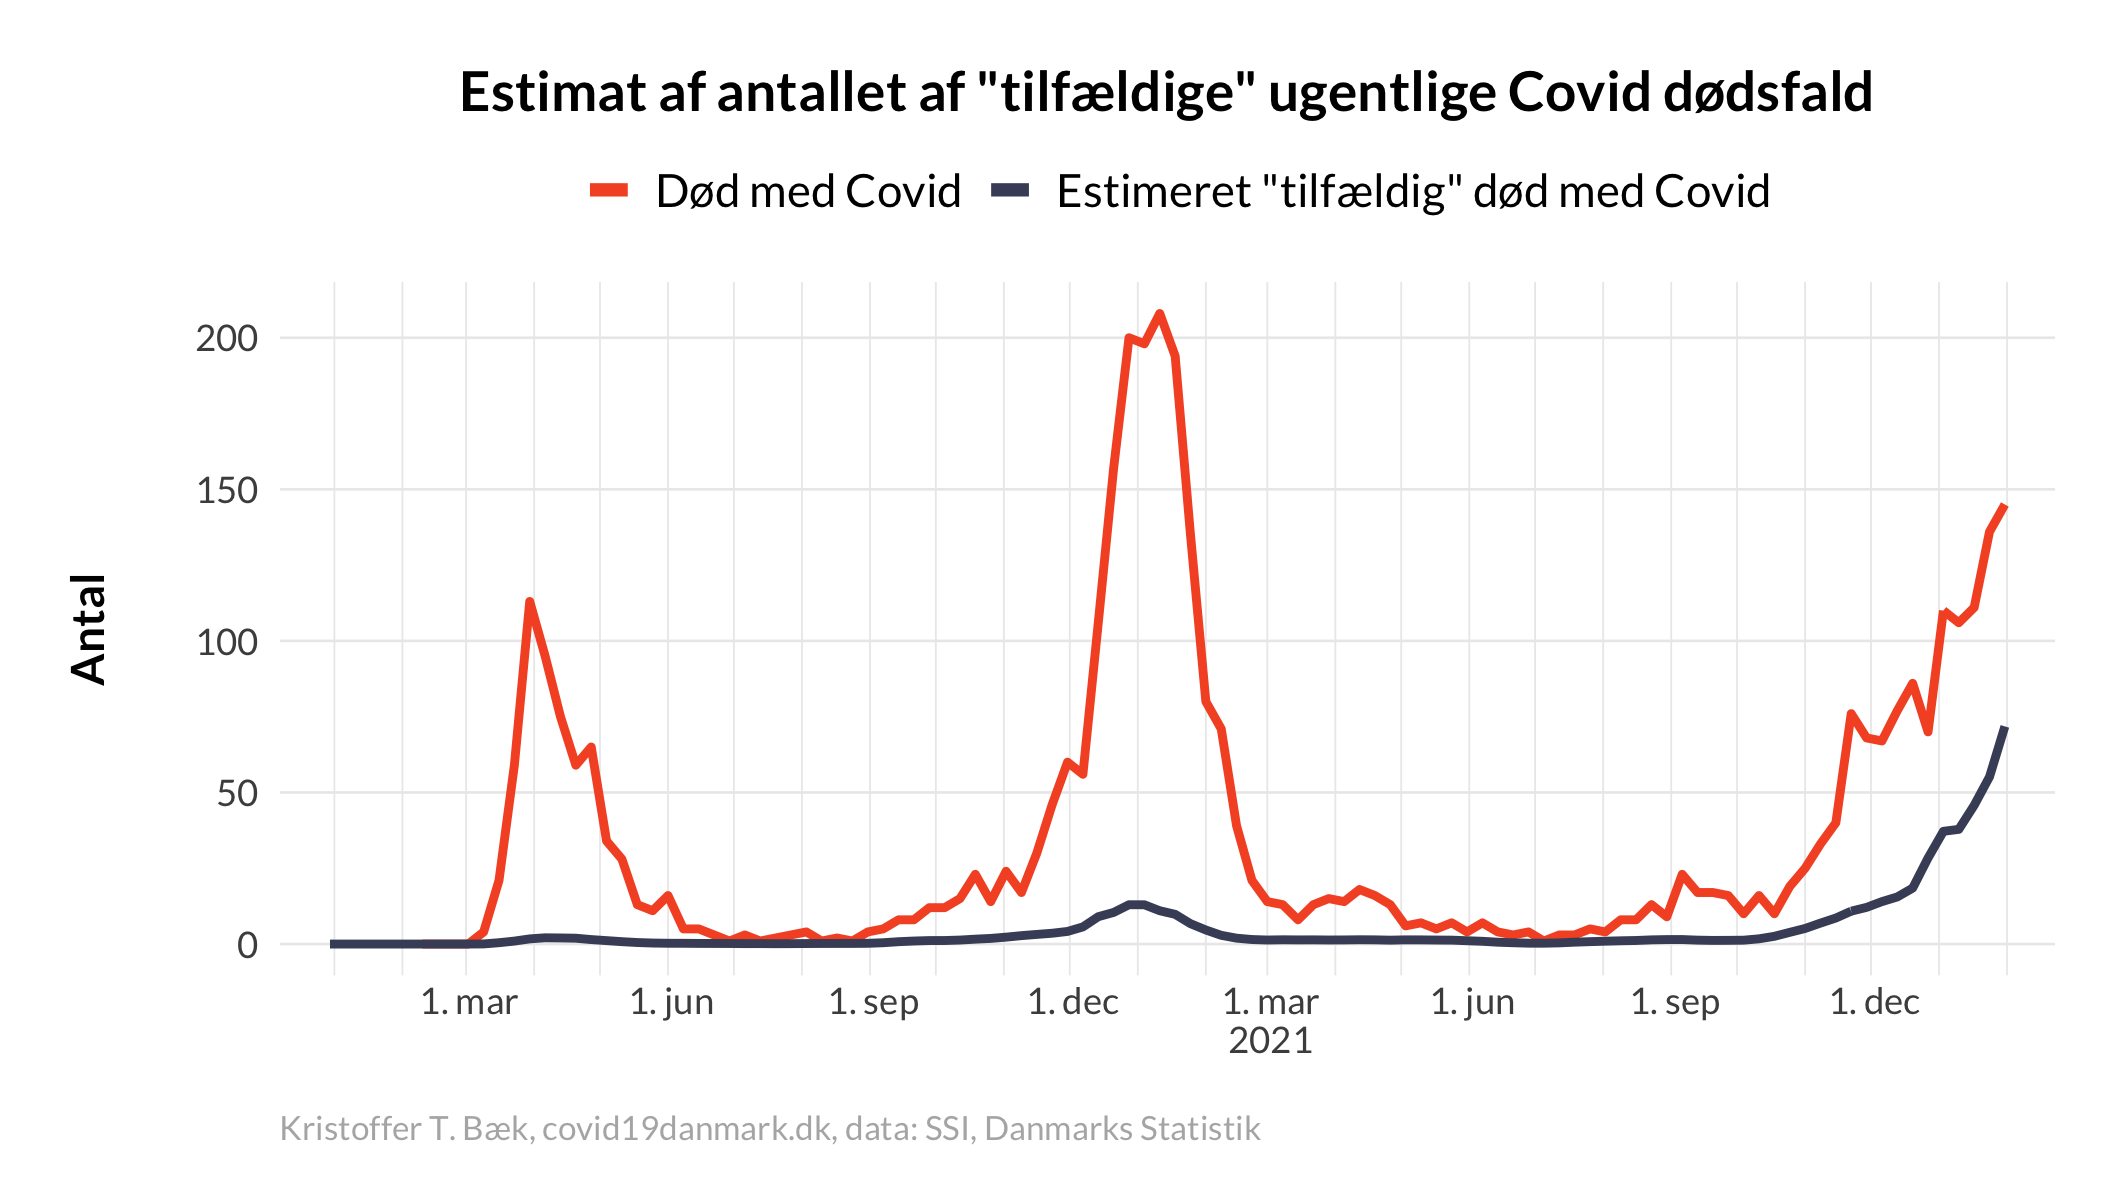 Estimat af antallet af "tilfældige" ugentlige Covid dødsfald
Død med Covid
Estimeret "tilfældig" død med Covid
Antal
200
150
100
50
0
1. mar
1. jun
1. sep
1. dec
1. mar
1. jun
1. sep
1. dec
2021
Kristoffer T. Bæk, covid19danmark.dk, data: SSI, Danmarks Statistik